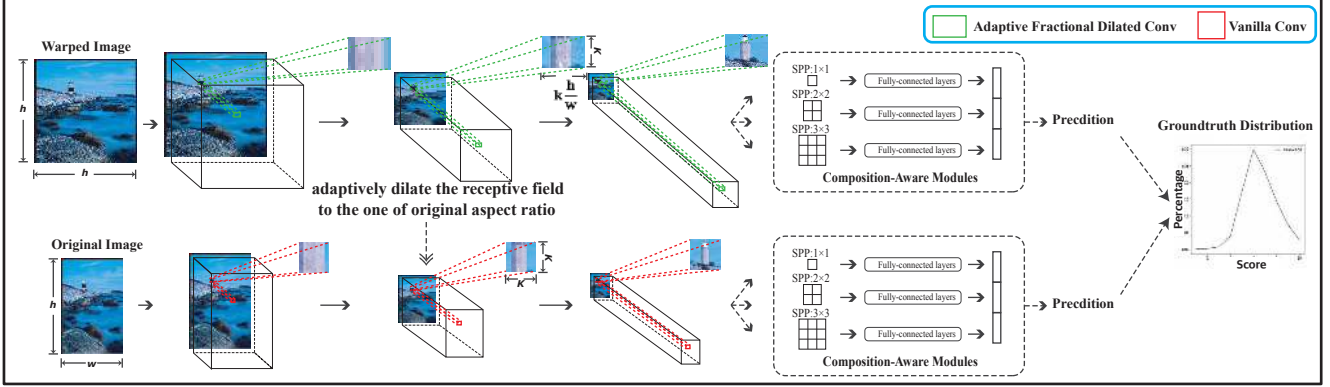 Adaptive Fractional Dilated Conv
Vanilla Conv
Warped Image
h
h
K
k h/w
SPP:1×1
Fully-connected layers
SPP:2×2
Fully-connected layers
SPP:3×3
Fully-connected layers
Composition-Aware Modules
Precdition
adaptively dilate the receptive field
to the one of original aspect ratio
Groundtruth Distribution
Percentage
Score
Original Image
h
w
K
K
SPP:1×1
Fully-connected layers
SPP:2×2
Fully-connected layers
SPP:3×3
Fully-connected layers
Composition-Aware Modules
Precdition